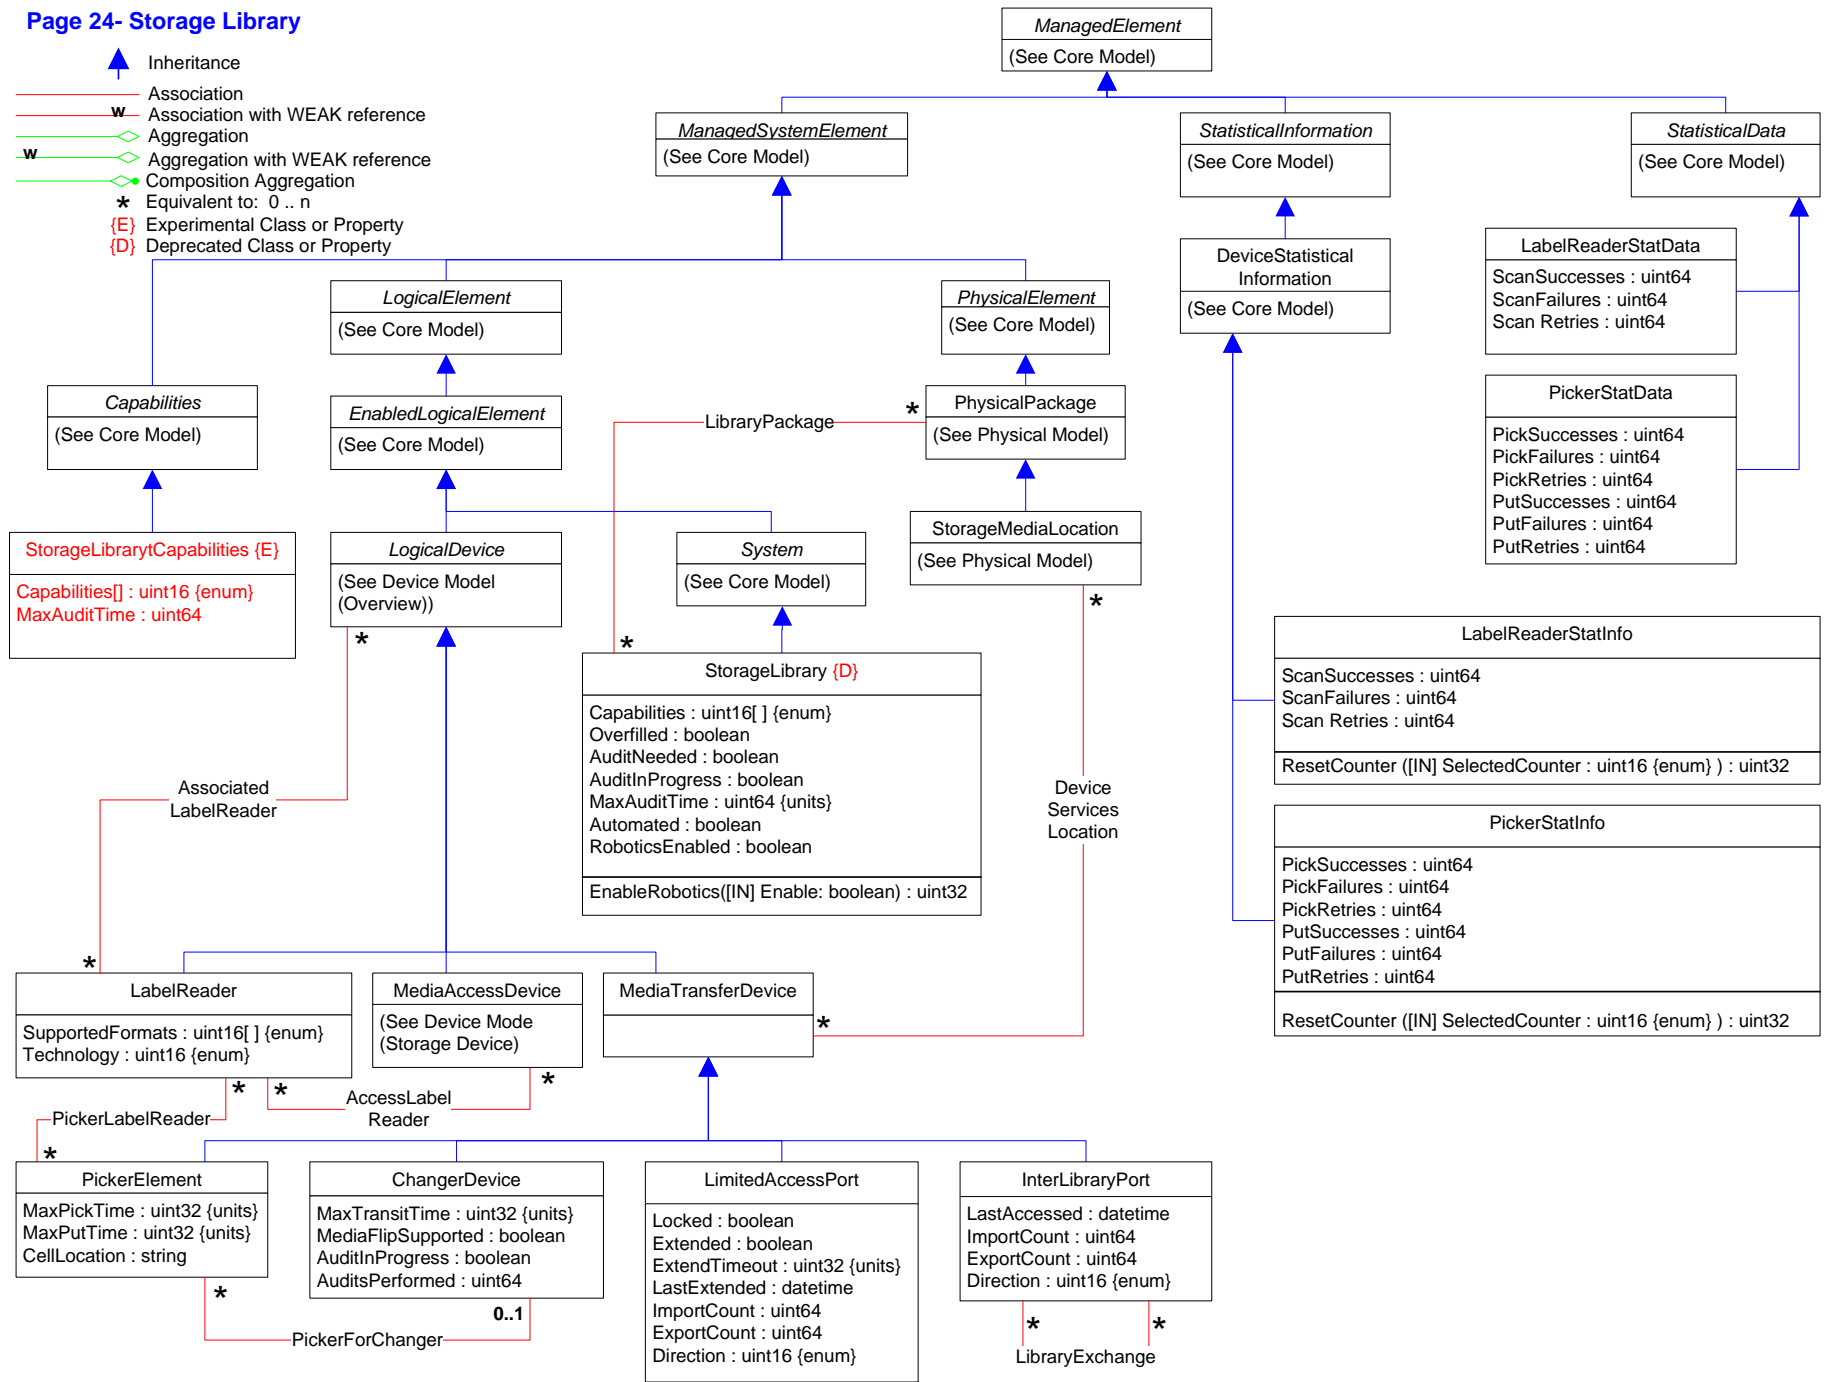 Page 24- Storage Library
Inheritance
Association
w
Association with WEAK reference
Aggregation
w
Aggregation with WEAK reference
Composition Aggregation
* Equivalent to: 0 .. n
{E} Experimental Class or Property
{D} Deprecated Class or Property
ManagedElement
(See Core Model)
ManagedSystemElement
(See Core Model)
StatisticalInformation
(See Core Model)
StatisticalData
(See Core Model)
DeviceStatistical
Information
(See Core Model)
LabelReaderStatData
ScanSuccesses : uint64
ScanFailures : uint64
Scan Retries : uint64
LogicalElement
(See Core Model)
PhysicalElement
(See Core Model)
Capabilities
(See Core Model)
EnabledLogicalElement
(See Core Model)
LibraryPackage
*
PhysicalPackage
(See Physical Model)
PickerStatData
PickSuccesses : uint64
PickFailures : uint64
PickRetries : uint64
PutSuccesses : uint64
PutFailures : uint64
PutRetries : uint64
StorageLibrarytCapabilities {E}
Capabilities[] : uint16 {enum}
MaxAuditTime : uint64
LogicalDevice
(See Device Model
(Overview))
*
System
(See Core Model)
*
StorageMediaLocation
(See Physical Model)
*
StorageLibrary {D}
Capabilities : uint16[ ] {enum}
Overfilled : boolean
AuditNeeded : boolean
AuditInProgress : boolean
MaxAuditTime : uint64 {units}
Automated : boolean
RoboticsEnabled : boolean
EnableRobotics([IN] Enable: boolean) : uint32
LabelReaderStatInfo
ScanSuccesses : uint64
ScanFailures : uint64
Scan Retries : uint64
ResetCounter ([IN] SelectedCounter : uint16 {enum} ) : uint32
Associated
LabelReader
Device
Services
Location
PickerStatInfo
PickSuccesses : uint64
PickFailures : uint64
PickRetries : uint64
PutSuccesses : uint64
PutFailures : uint64
PutRetries : uint64
ResetCounter ([IN] SelectedCounter : uint16 {enum} ) : uint32
*
LabelReader
SupportedFormats : uint16[ ] {enum}
Technology : uint16 {enum}
MediaAccessDevice
(See Device Mode
(Storage Device)
MediaTransferDevice
*
*
*
*
PickerLabelReader
AccessLabel
Reader
*
PickerElement
MaxPickTime : uint32 {units}
MaxPutTime : uint32 {units}
CellLocation : string
ChangerDevice
MaxTransitTime : uint32 {units}
MediaFlipSupported : boolean
AuditInProgress : boolean
AuditsPerformed : uint64
LimitedAccessPort
Locked : boolean
Extended : boolean
ExtendTimeout : uint32 {units}
LastExtended : datetime
ImportCount : uint64
ExportCount : uint64
Direction : uint16 {enum}
InterLibraryPort
LastAccessed : datetime
ImportCount : uint64
ExportCount : uint64
Direction : uint16 {enum}
*
0..1
PickerForChanger
*
*
LibraryExchange